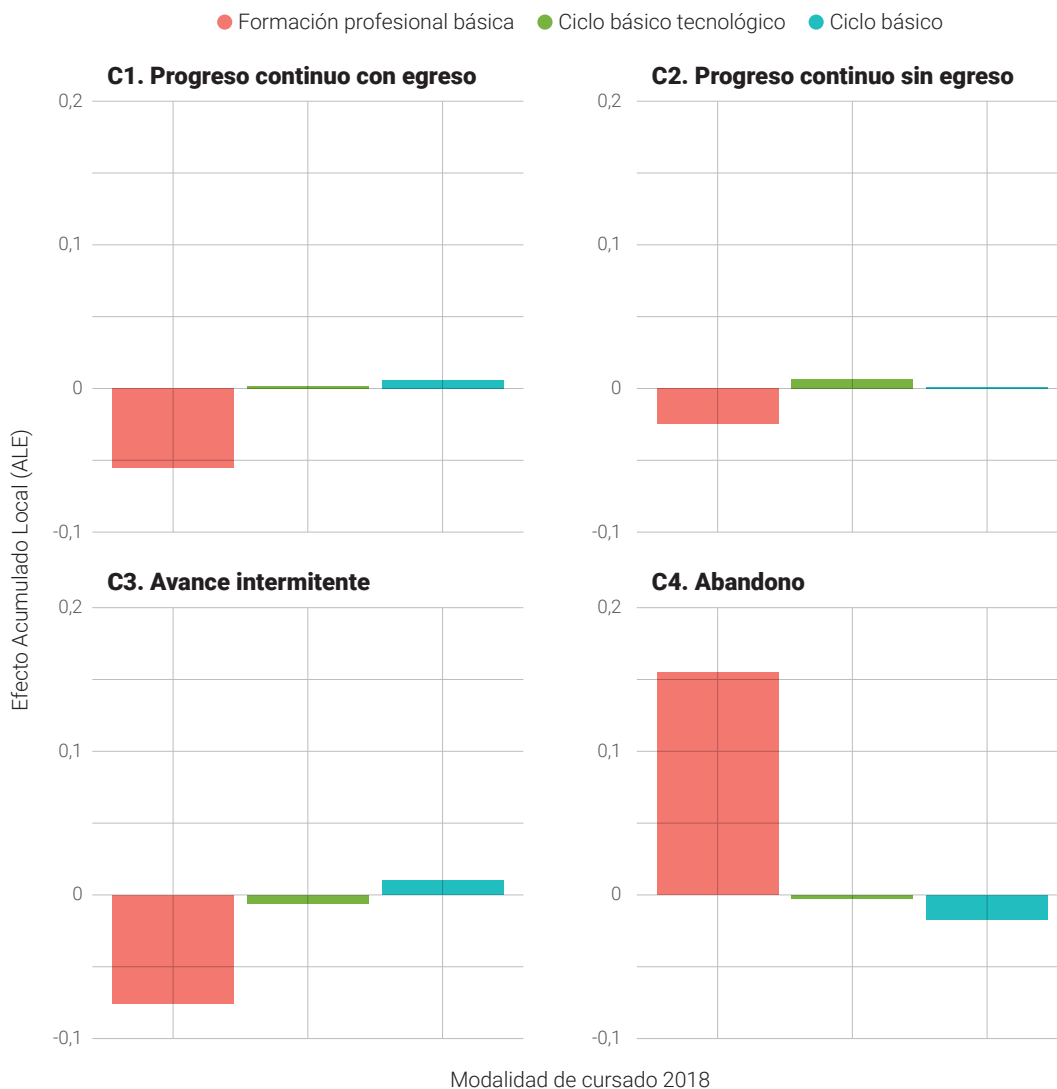 Formación profesional básica Ciclo básico tecnológico Ciclo básico
C1. Progreso continuo con egreso
0,2
0,1
0
-0,1
C2. Progreso continuo sin egreso
0,2
0,1
0
-0,1
Efecto Acumulado Local (ALE)
C3. Avance intermitente
0,2
0,1
0
-0,1
C4. Abandono
0,2
0,1
0
-0,1
Modalidad de cursado 2018